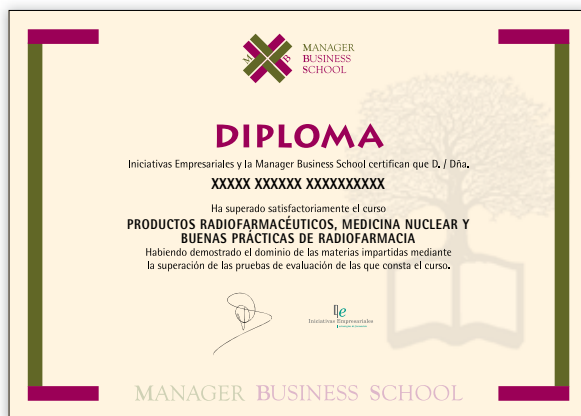 M B
MANAGER
BUSINESS
SCHOOL
DIPLOMA
Iniciativas Empresariales y la Manager Business School certifican que D. / Dña.
XXXXX XXXXXX XXXXXXXXXX
Ha superado satisfactoriamente el curso
PRODUCTOS RADIOFARMACÉUTICOS, MEDICINA NUCLEAR Y
BUENAS PRÁCTICAS DE RADIOFARMACIA
Habiendo demostrado el dominio de las materias impartidas mediante
la superación de las pruebas de evaluación de las que consta el curso.
Ie
Iniciativas Empresariales
MANAGER BUSINESS SCHOOL